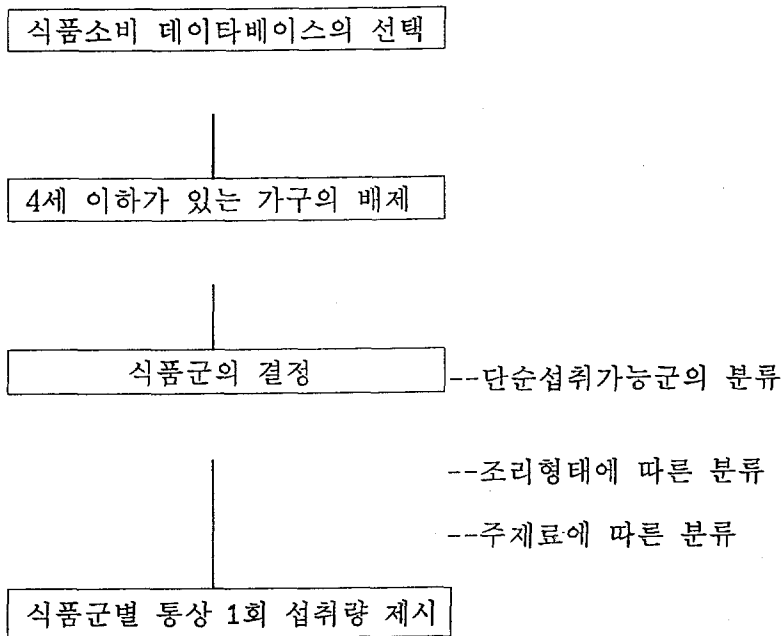 식품소비 데이타베이스의 선택
4세 이하가 있는 가구의 배제
식품군의 결정
--단순섭취가능군의 분류
--조리형태에 따른 분류
--주재료에 따른 분류
식품군별 통상 1회 섭취량 제시